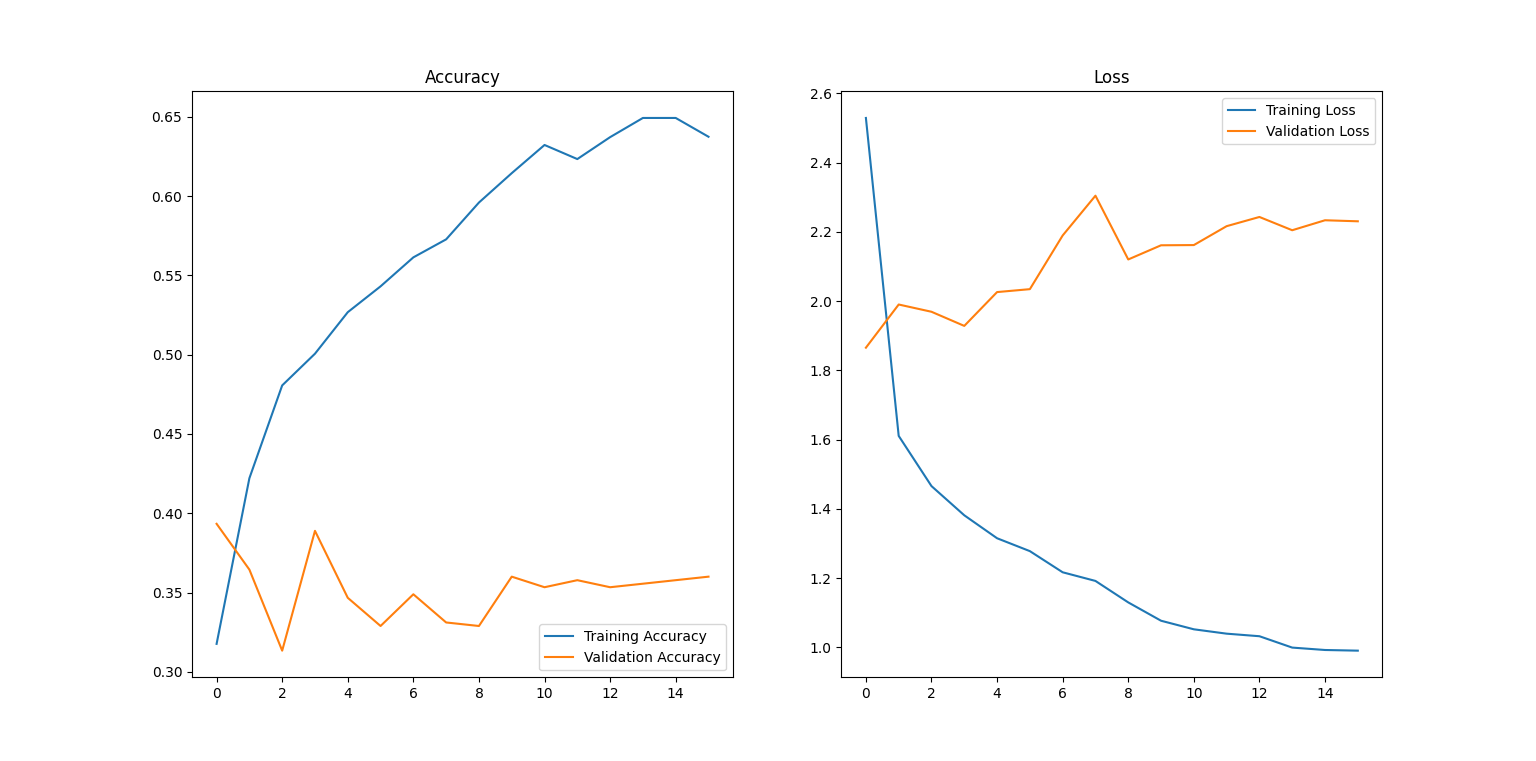 Accuracy
0.65
0.60
0.55
0.50
0.45
0.40
0.35
0.30
0 2 4 6 8 10 12 14
Training Accuracy
Validation Accuracy
Loss
2.6
2.4
2.2
2.0
1.8
1.6
1.4
1.2
1.0
0 2 4 6 8 10 12 14
Training Loss
Validation Loss